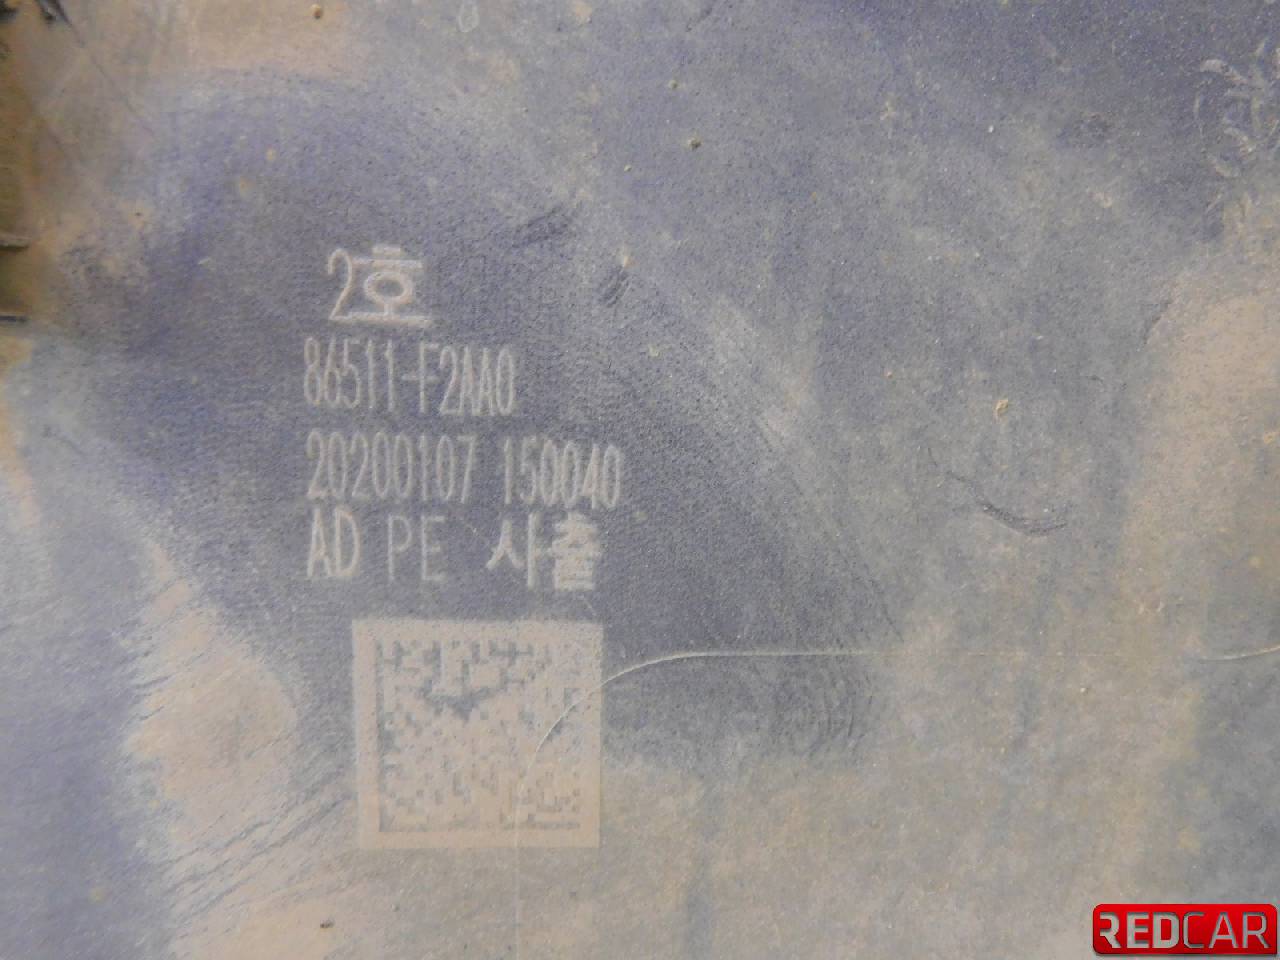 2호
86511-F2AA0
20200107 150040
AD PE 사출
REDCAR